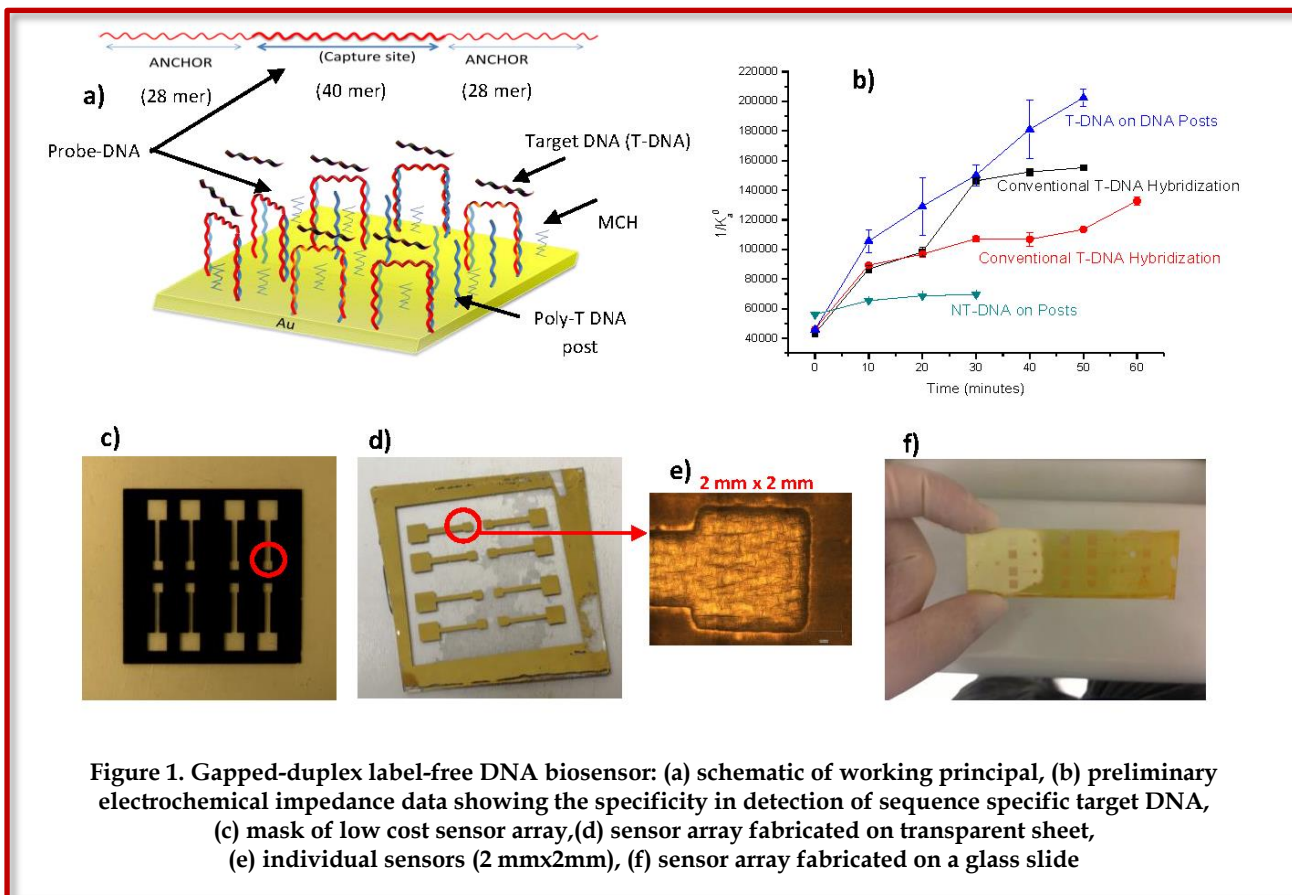 ANCHOR
(Capture site)
ANCHOR
a)
(28 mer)
(40 mer)
(28 mer)
Probe-DNA
Target DNA (T-DNA)
MCH
Poly-T DNA
post
Au
b)
220000
200000
180000
160000
140000
120000
100000
80000
60000
40000
1/K⁰ₐ
T-DNA on DNA Posts
Conventional T-DNA Hybridization
Conventional T-DNA Hybridization
NT-DNA on Posts
0 10 20 30 40 50 60
Time (minutes)
c)
d)
e)
2 mm x 2 mm
f)
Figure 1. Gapped-duplex label-free DNA biosensor: (a) schematic of working principal, (b) preliminary
electrochemical impedance data showing the specificity in detection of sequence specific target DNA,
(c) mask of low cost sensor array,(d) sensor array fabricated on transparent sheet,
(e) individual sensors (2 mmx2mm), (f) sensor array fabricated on a glass slide